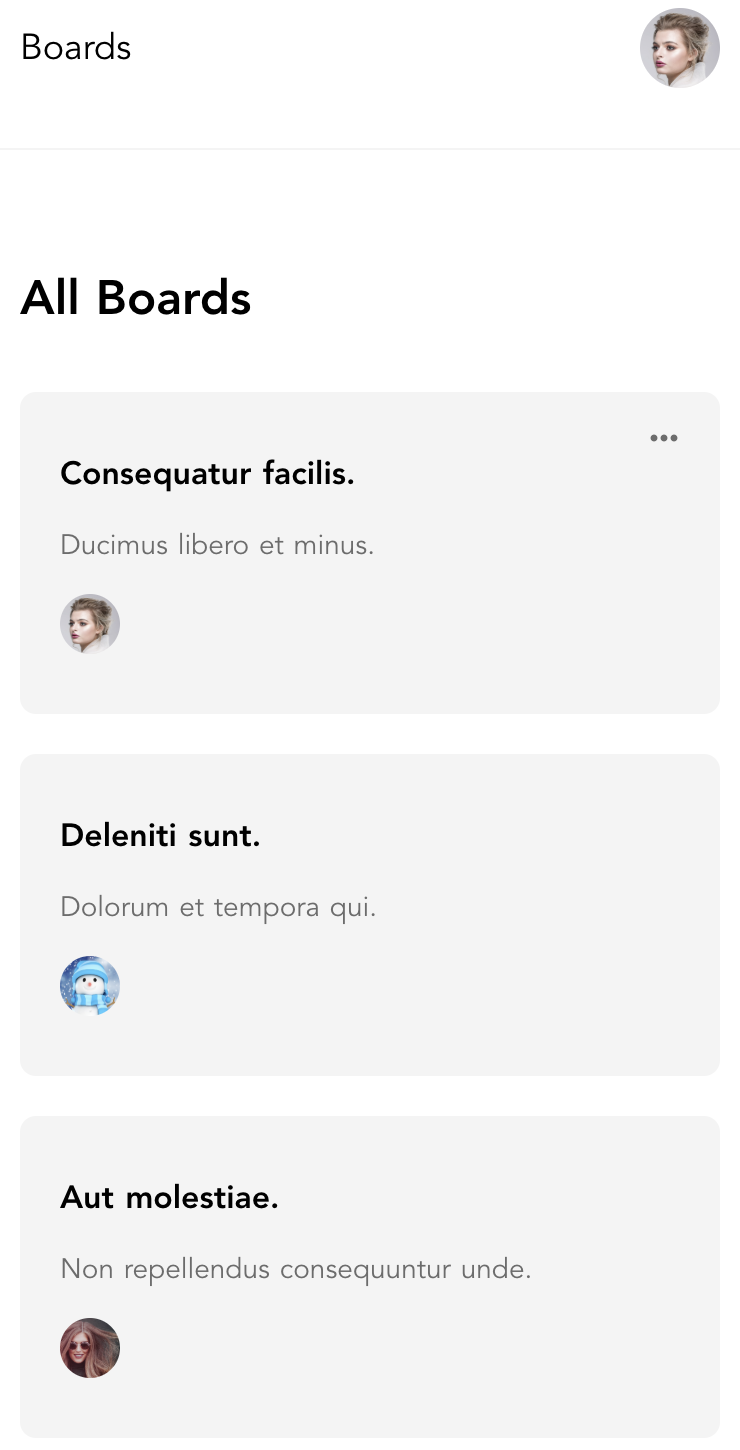 Boards
All Boards
Consequatur facilis.
Ducimus libero et minus.
Deleniti sunt.
Dolorum et tempora qui.
Aut molestiae.
Non repellendus consequuntur unde.